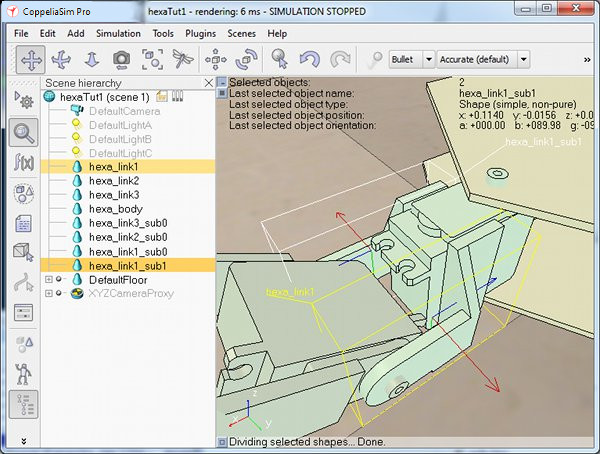 CoppeliaSim Pro
hexaTut1 - rendering: 6 ms - SIMULATION STOPPED
File Edit Add Simulation Tools Plugins Scenes Help
Bullet Accurate (default) »
Scene hierarchy
hexaTut1 (scene 1)
DefaultCamera
DefaultLightA
DefaultLightB
DefaultLightC
hexa_link1
hexa_link2
hexa_link3
hexa_body
hexa_link3_sub0
hexa_link2_sub0
hexa_link1_sub0
hexa_link1_sub1
DefaultFloor
XYZCameraProxy
f(x)
Selected objects: 2
Last selected object name: hexa_link1_sub1
Last selected object type: Shape (simple, non-pure)
Last selected object position: x: +0.1140 y: -0.0156 z: +0.0
Last selected object orientation: a: +000.00 b: +089.98 g: -09
hexa_link1_sub1
hexa_link1
z
x
Dividing selected shapes... Done.